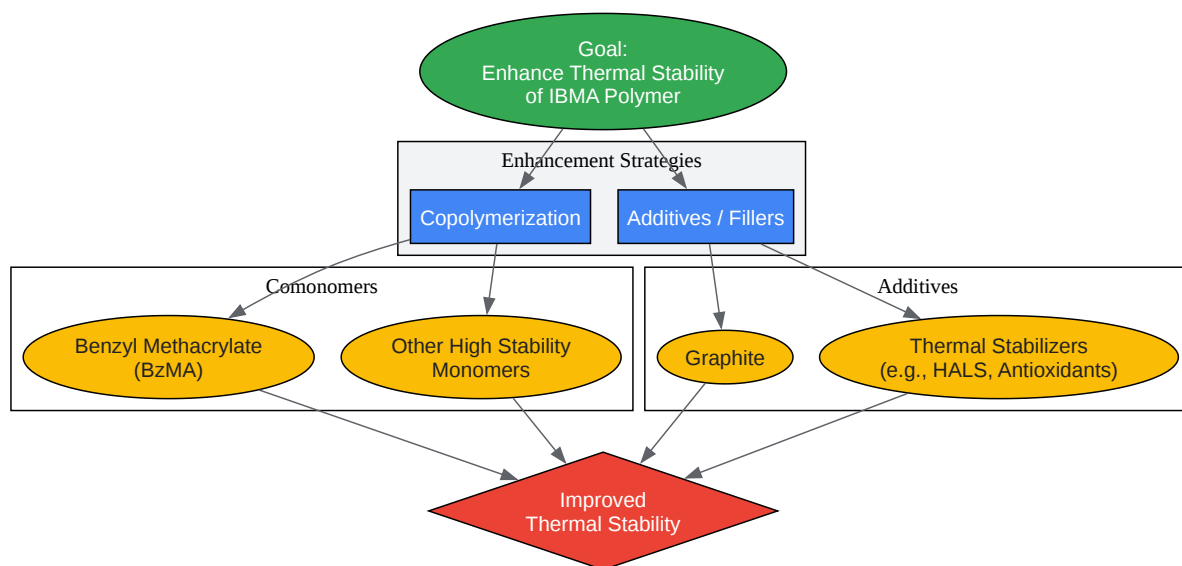 Goal:
Enhance Thermal Stability
of IBMA Polymer
Enhancement Strategies
Copolymerization
Additives / Fillers
Comonomers
Additives
Benzyl Methacrylate
(BzMA)
Other High Stability
Monomers
Graphite
Thermal Stabilizers
(e.g., HALS, Antioxidants)
Improved
Thermal Stability